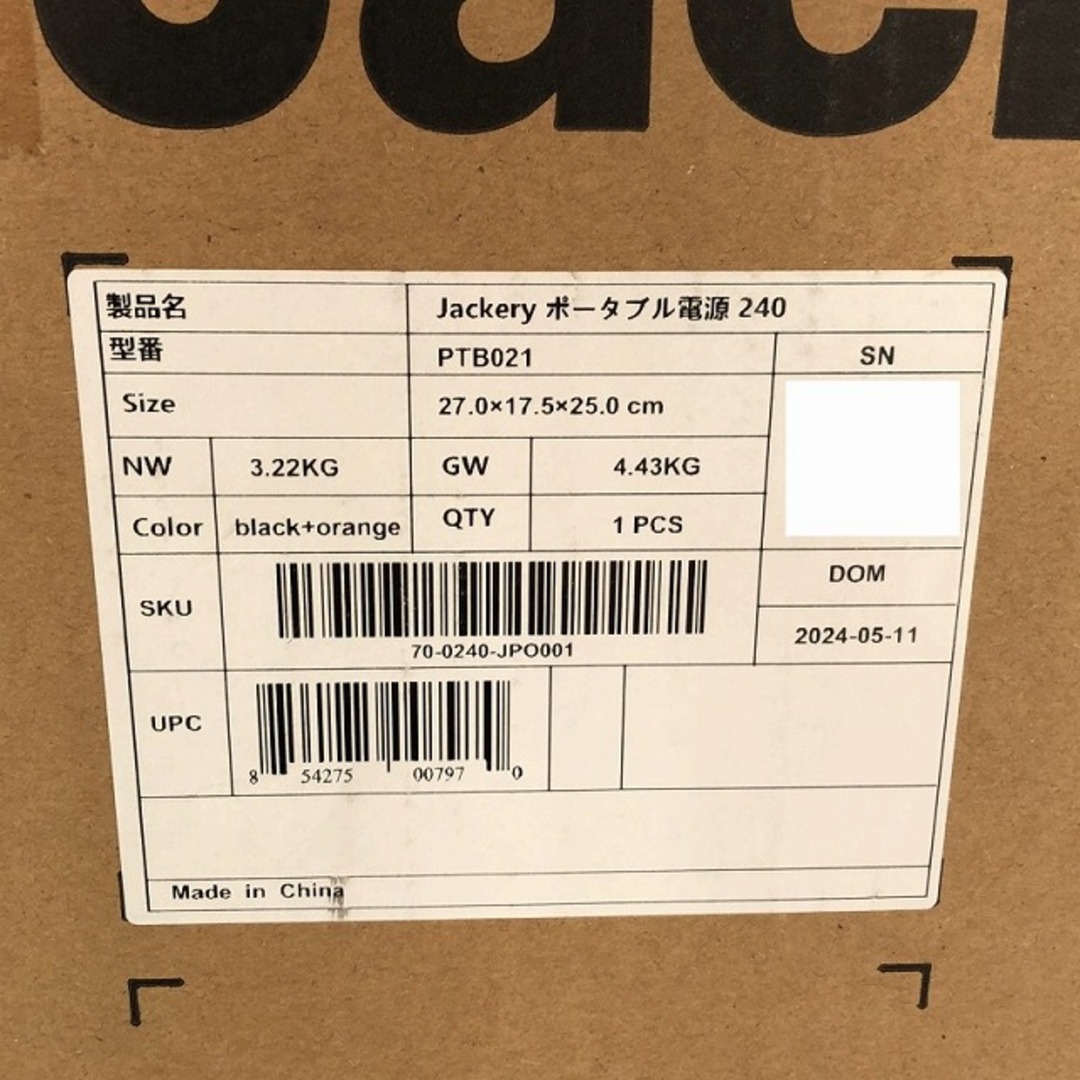 Jac
製品名 Jackery ポータブル電源 240
型番 PTB021 SN
Size 27.0×17.5×25.0 cm
NW 3.22KG GW 4.43KG
Color black+orange QTY 1 PCS
DOM
SKU
2024-05-11
70-0240-JPO001
UPC
8 54275 00797 0
Made in China